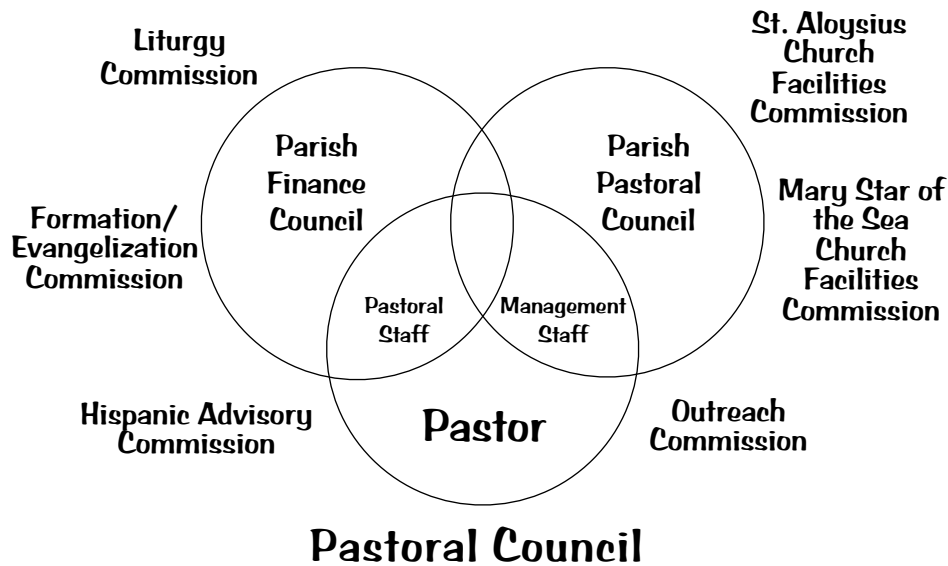 Liturgy
Commission
St. Aloysius
Church
Facilities
Commission
Parish
Finance
Council
Parish
Pastoral
Council
Formation/
Evangelization
Commission
Mary Star of
the Sea
Church
Facilities
Commission
Pastoral
Staff
Management
Staff
Hispanic Advisory
Commission
Pastor
Outreach
Commission
Pastoral Council